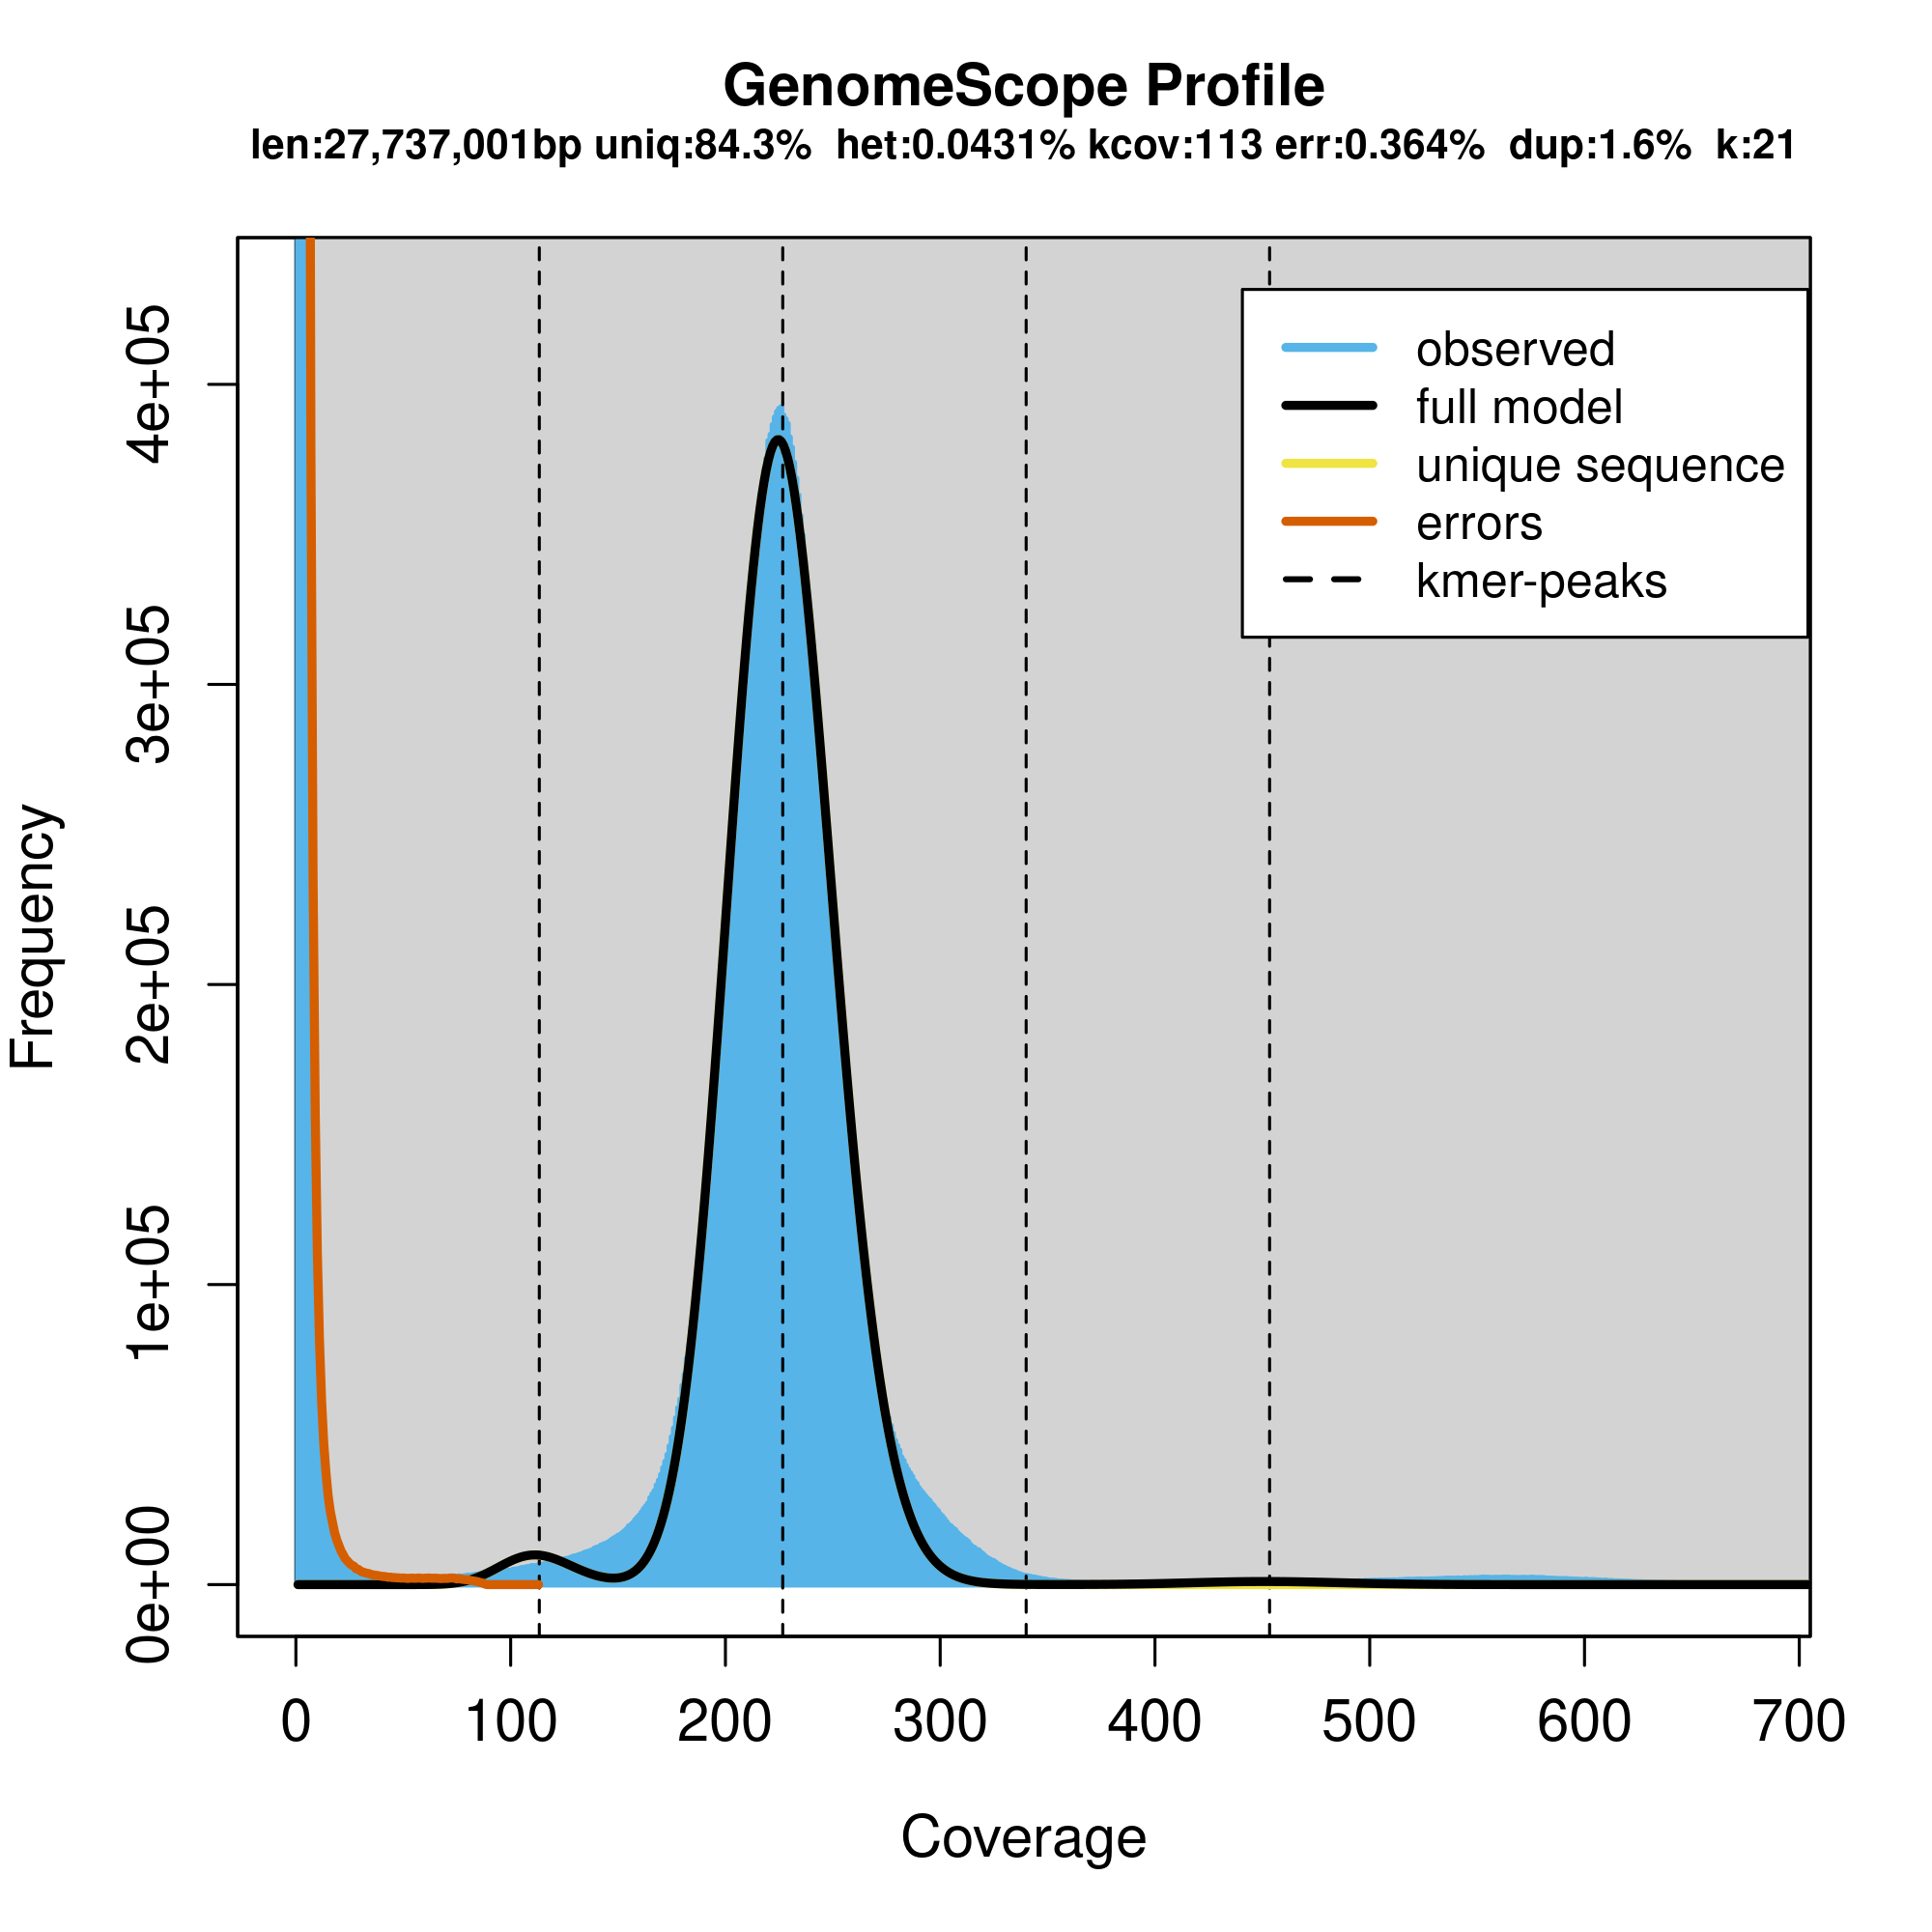 GenomeScope Profile
len:27,737,001bp uniq:84.3% het:0.0431% kcov:113 err:0.364% dup:1.6% k:21
observed
full model
unique sequence
errors
kmer-peaks
Frequency
4e+05
3e+05
2e+05
1e+05
0e+00
0 100 200 300 400 500 600 700
Coverage